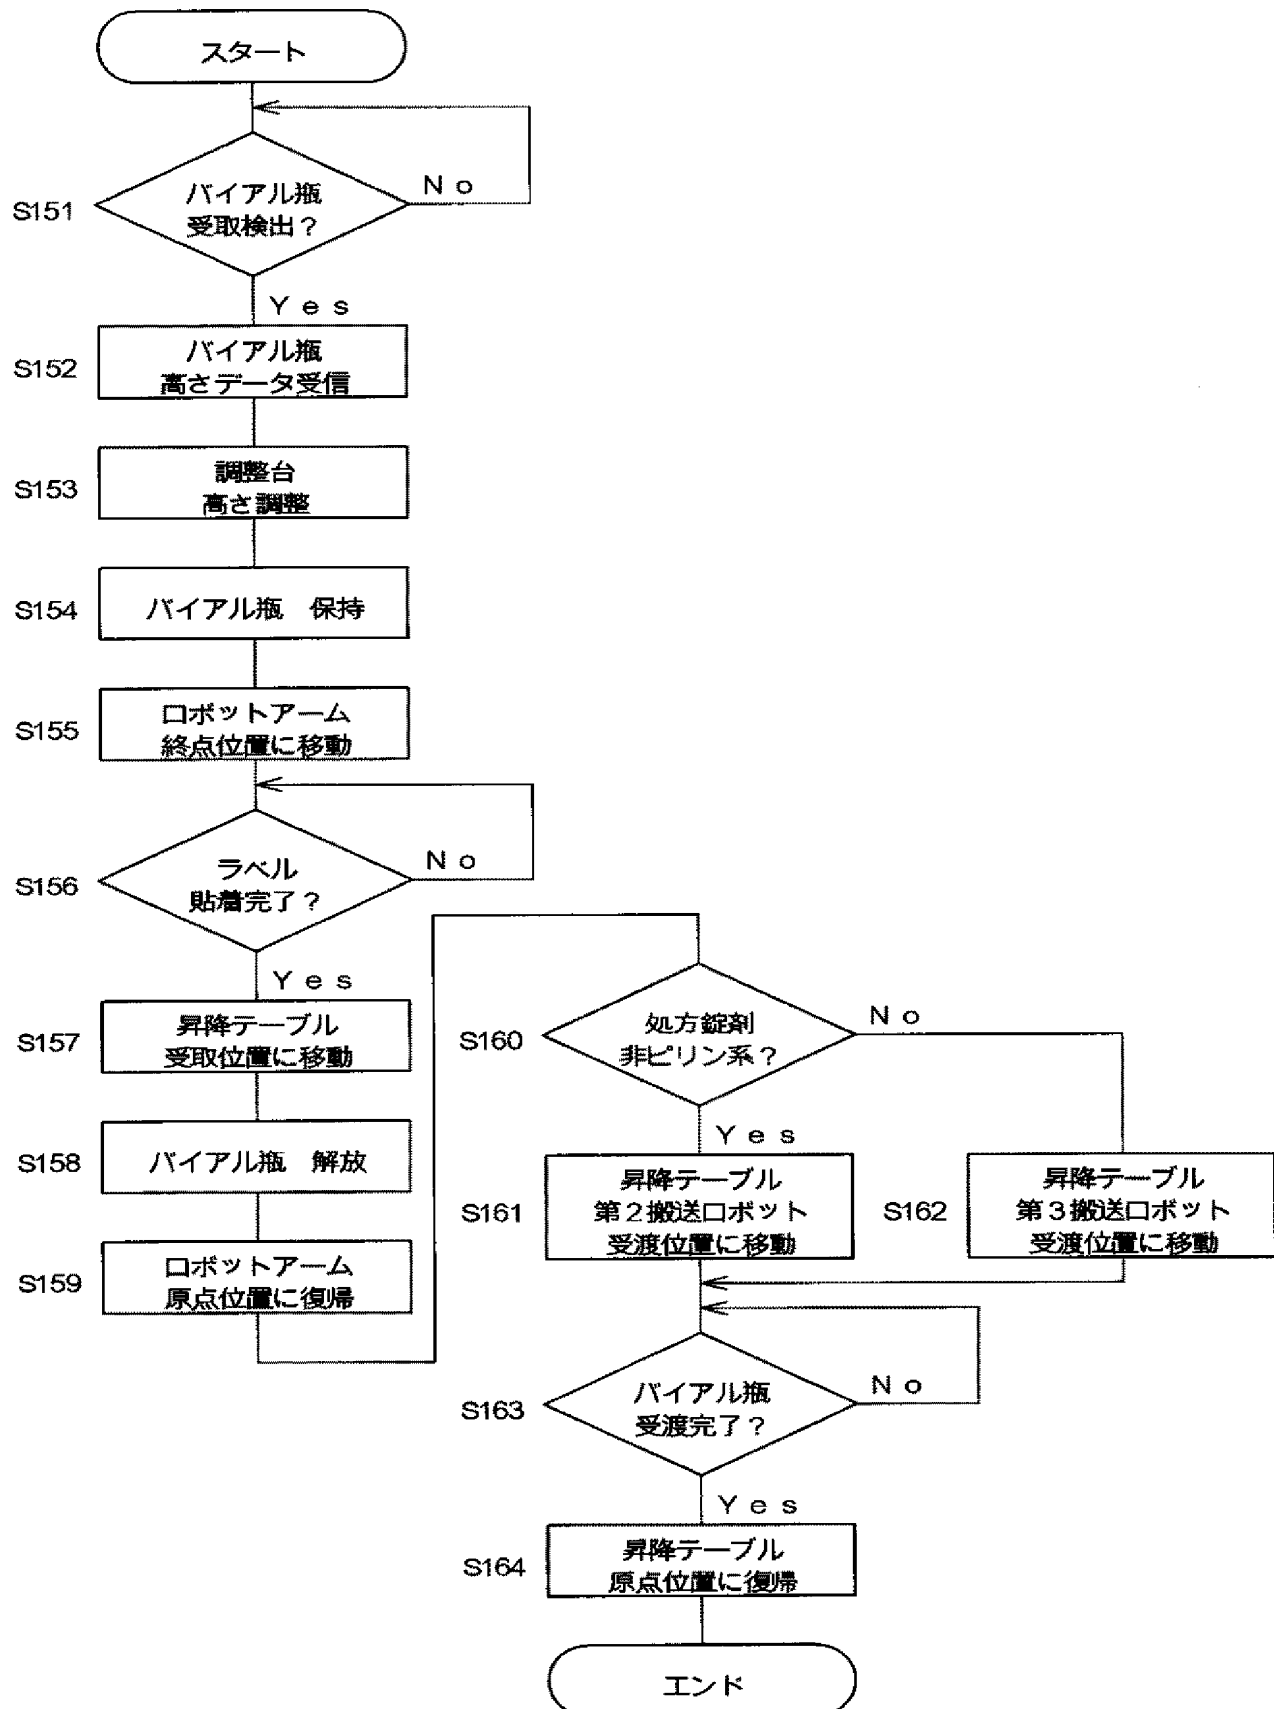 スタート
S151
バイアル瓶
受取検出？
No
Yes
S152
バイアル瓶
高さデータ受信
S153
調整台
高さ調整
S154
バイアル瓶　保持
S155
ロボットアーム
終点位置に移動
S156
ラベル
貼着完了？
No
Yes
S157
昇降テーブル
受取位置に移動
S158
バイアル瓶　解放
S159
ロボットアーム
原点位置に復帰
S160
処方錠剤
非ピリン系？
No
Yes
S161
昇降テーブル
第２搬送ロボット
受渡位置に移動
S162
昇降テーブル
第３搬送ロボット
受渡位置に移動
S163
バイアル瓶
受渡完了？
No
Yes
S164
昇降テーブル
原点位置に復帰
エンド